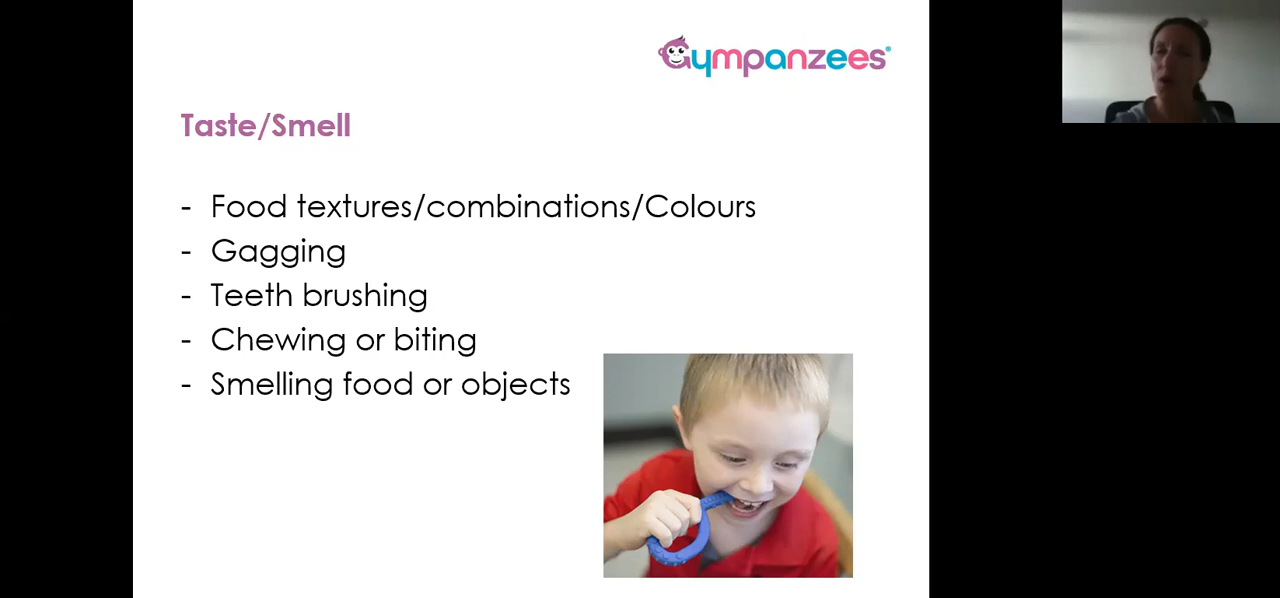 Gympanzees®
Taste/Smell
- Food textures/combinations/Colours
- Gagging
- Teeth brushing
- Chewing or biting
- Smelling food or objects